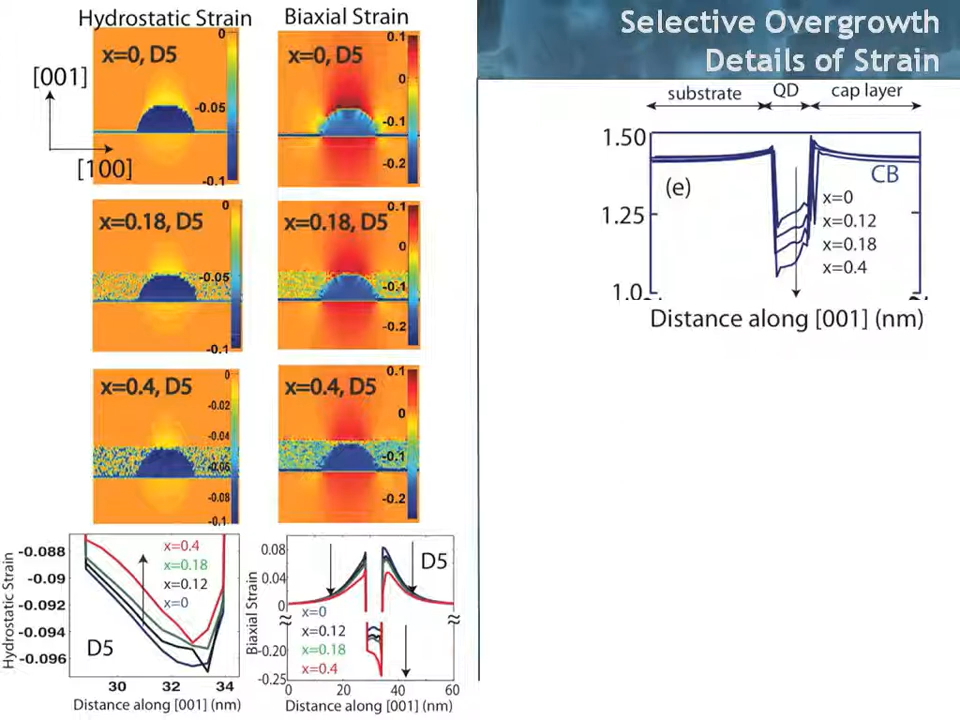 Selective Overgrowth
Details of Strain
Hydrostatic Strain
Biaxial Strain
[001]
[100]
x=0, D5
0
-0.05
-0.1
x=0, D5
0.1
0
-0.1
-0.2
x=0.18, D5
0
-0.05
-0.1
x=0.18, D5
0.1
0
-0.1
-0.2
x=0.4, D5
0
-0.02
-0.04
-0.06
-0.08
-0.1
x=0.4, D5
0.1
0
-0.1
-0.2
Hydrostatic Strain
-0.088
-0.09
-0.092
-0.094
-0.096
x=0.4
x=0.18
x=0.12
x=0
D5
30 32 34
Distance along [001] (nm)
Biaxial Strain
0.08
0.04
0
≈
≈
-0.20
-0.25
D5
x=0
x=0.12
x=0.18
x=0.4
0 20 40 60
Distance along [001] (nm)
substrate QD cap layer
1.50
1.25
1.0
(e)
CB
x=0
x=0.12
x=0.18
x=0.4
Distance along [001] (nm)